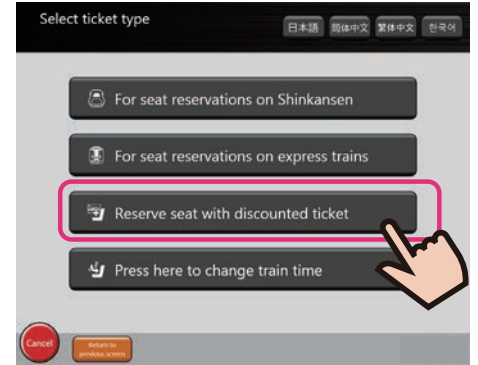 Select ticket type
日本語 简体中文 繁体中文 한국어
For seat reservations on Shinkansen
For seat reservations on express trains
Reserve seat with discounted ticket
Press here to change train time
Cancel
Return to
previous screen